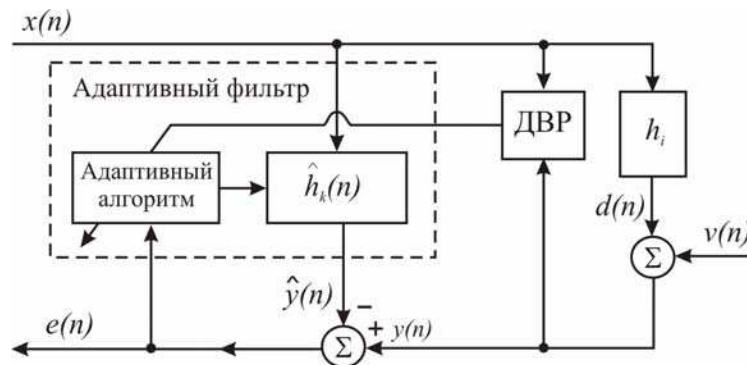 x(n)
Адаптивный фильтр
ДВР
h_i
Адаптивный
алгоритм
ĥ_k(n)
d(n)
v(n)
Σ
ŷ(n)
−
e(n)
+ y(n)
Σ